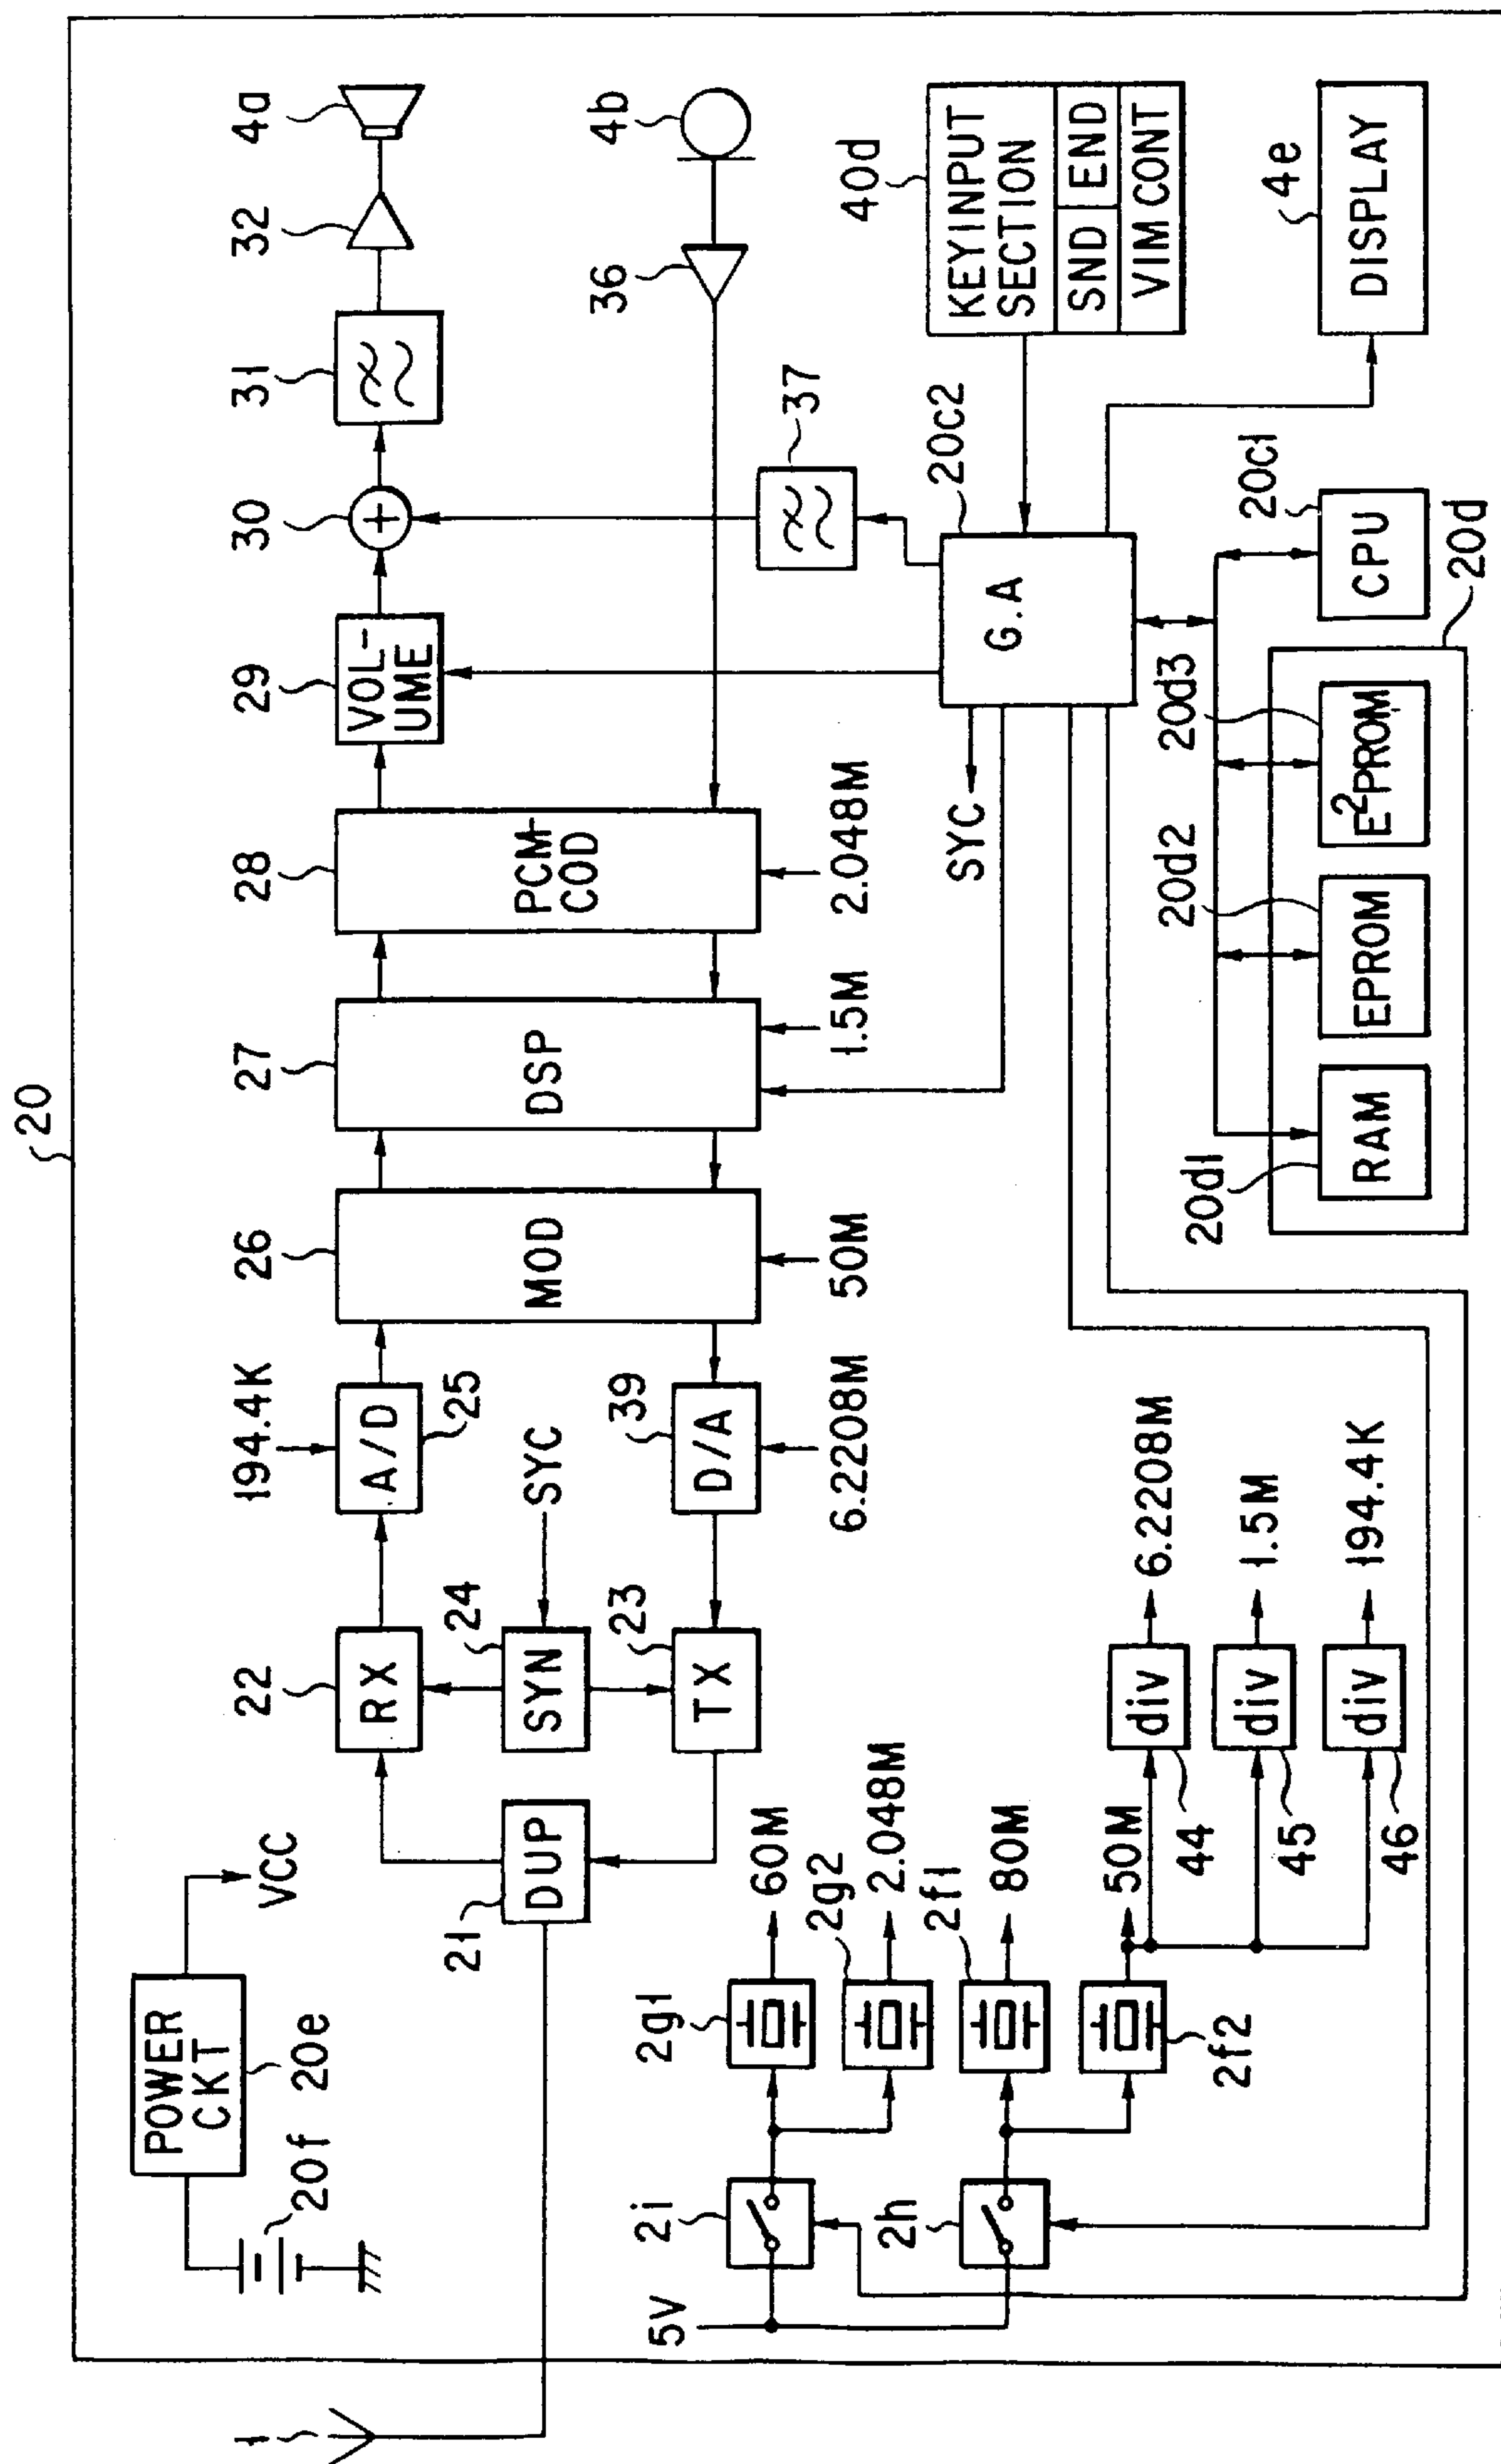 20
POWER
CKT
20e
20f
VCC
1
21
DUP
22
RX
24
SYN
SYC
23
TX
194.4K
A/D
25
39
D/A
6.2208M
26
MOD
50M
27
DSP
1.5M
28
PCM-
COD
2.048M
29
VOL-
UME
30
31
32
4a
4b
36
37
40d
KEYINPUT
SECTION
SND
END
VIM CONT
4e
DISPLAY
20c2
G.A
SYC
20c1
CPU
20d
20d3
E²PROM
20d2
EPROM
20d1
RAM
5V
2i
2h
2g1
60M
2g2
2.048M
2f1
80M
2f2
50M
div
44
6.2208M
div
45
1.5M
div
46
194.4K